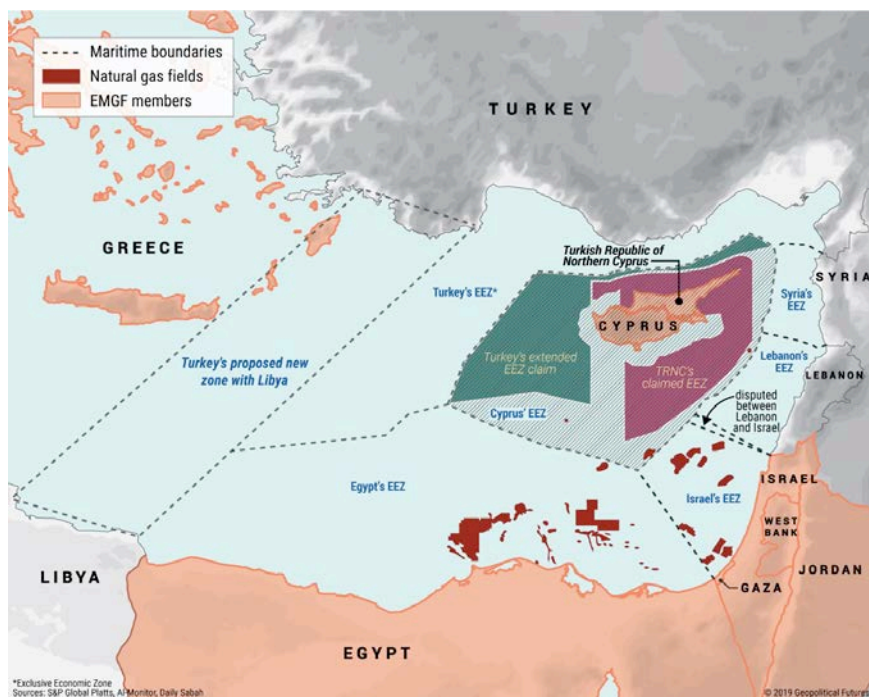 Maritime boundaries
Natural gas fields
EMGF members
TURKEY
GREECE
Turkish Republic of
Northern Cyprus
SYRIA
Turkey's EEZ*
Syria's
EEZ
CYPRUS
Turkey's proposed new
zone with Libya
Turkey's extended
EEZ claim
TRNC's
claimed EEZ
Lebanon's
EEZ
LEBANON
Cyprus' EEZ
disputed
between
Lebanon
and Israel
Egypt's EEZ
Israel's EEZ
ISRAEL
WEST
BANK
JORDAN
LIBYA
GAZA
EGYPT
*Exclusive Economic Zone
Sources: S&P Global Platts, Al-Monitor, Daily Sabah
© 2019 Geopolitical Futures